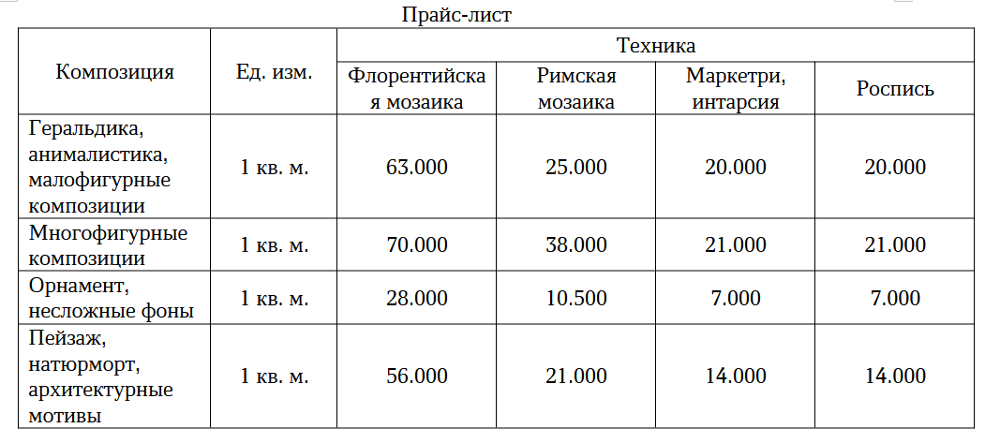 Прайс-лист
Композиция
Ед. изм.
Техника
Флорентийска
я мозаика
Римская
мозаика
Маркетри,
интарсия
Роспись
Геральдика,
анималистика,
малофигурные
композиции
1 кв. м.
63.000
25.000
20.000
20.000
Многофигурные
композиции
1 кв. м.
70.000
38.000
21.000
21.000
Орнамент,
несложные фоны
1 кв. м.
28.000
10.500
7.000
7.000
Пейзаж,
натюрморт,
архитектурные
мотивы
1 кв. м.
56.000
21.000
14.000
14.000